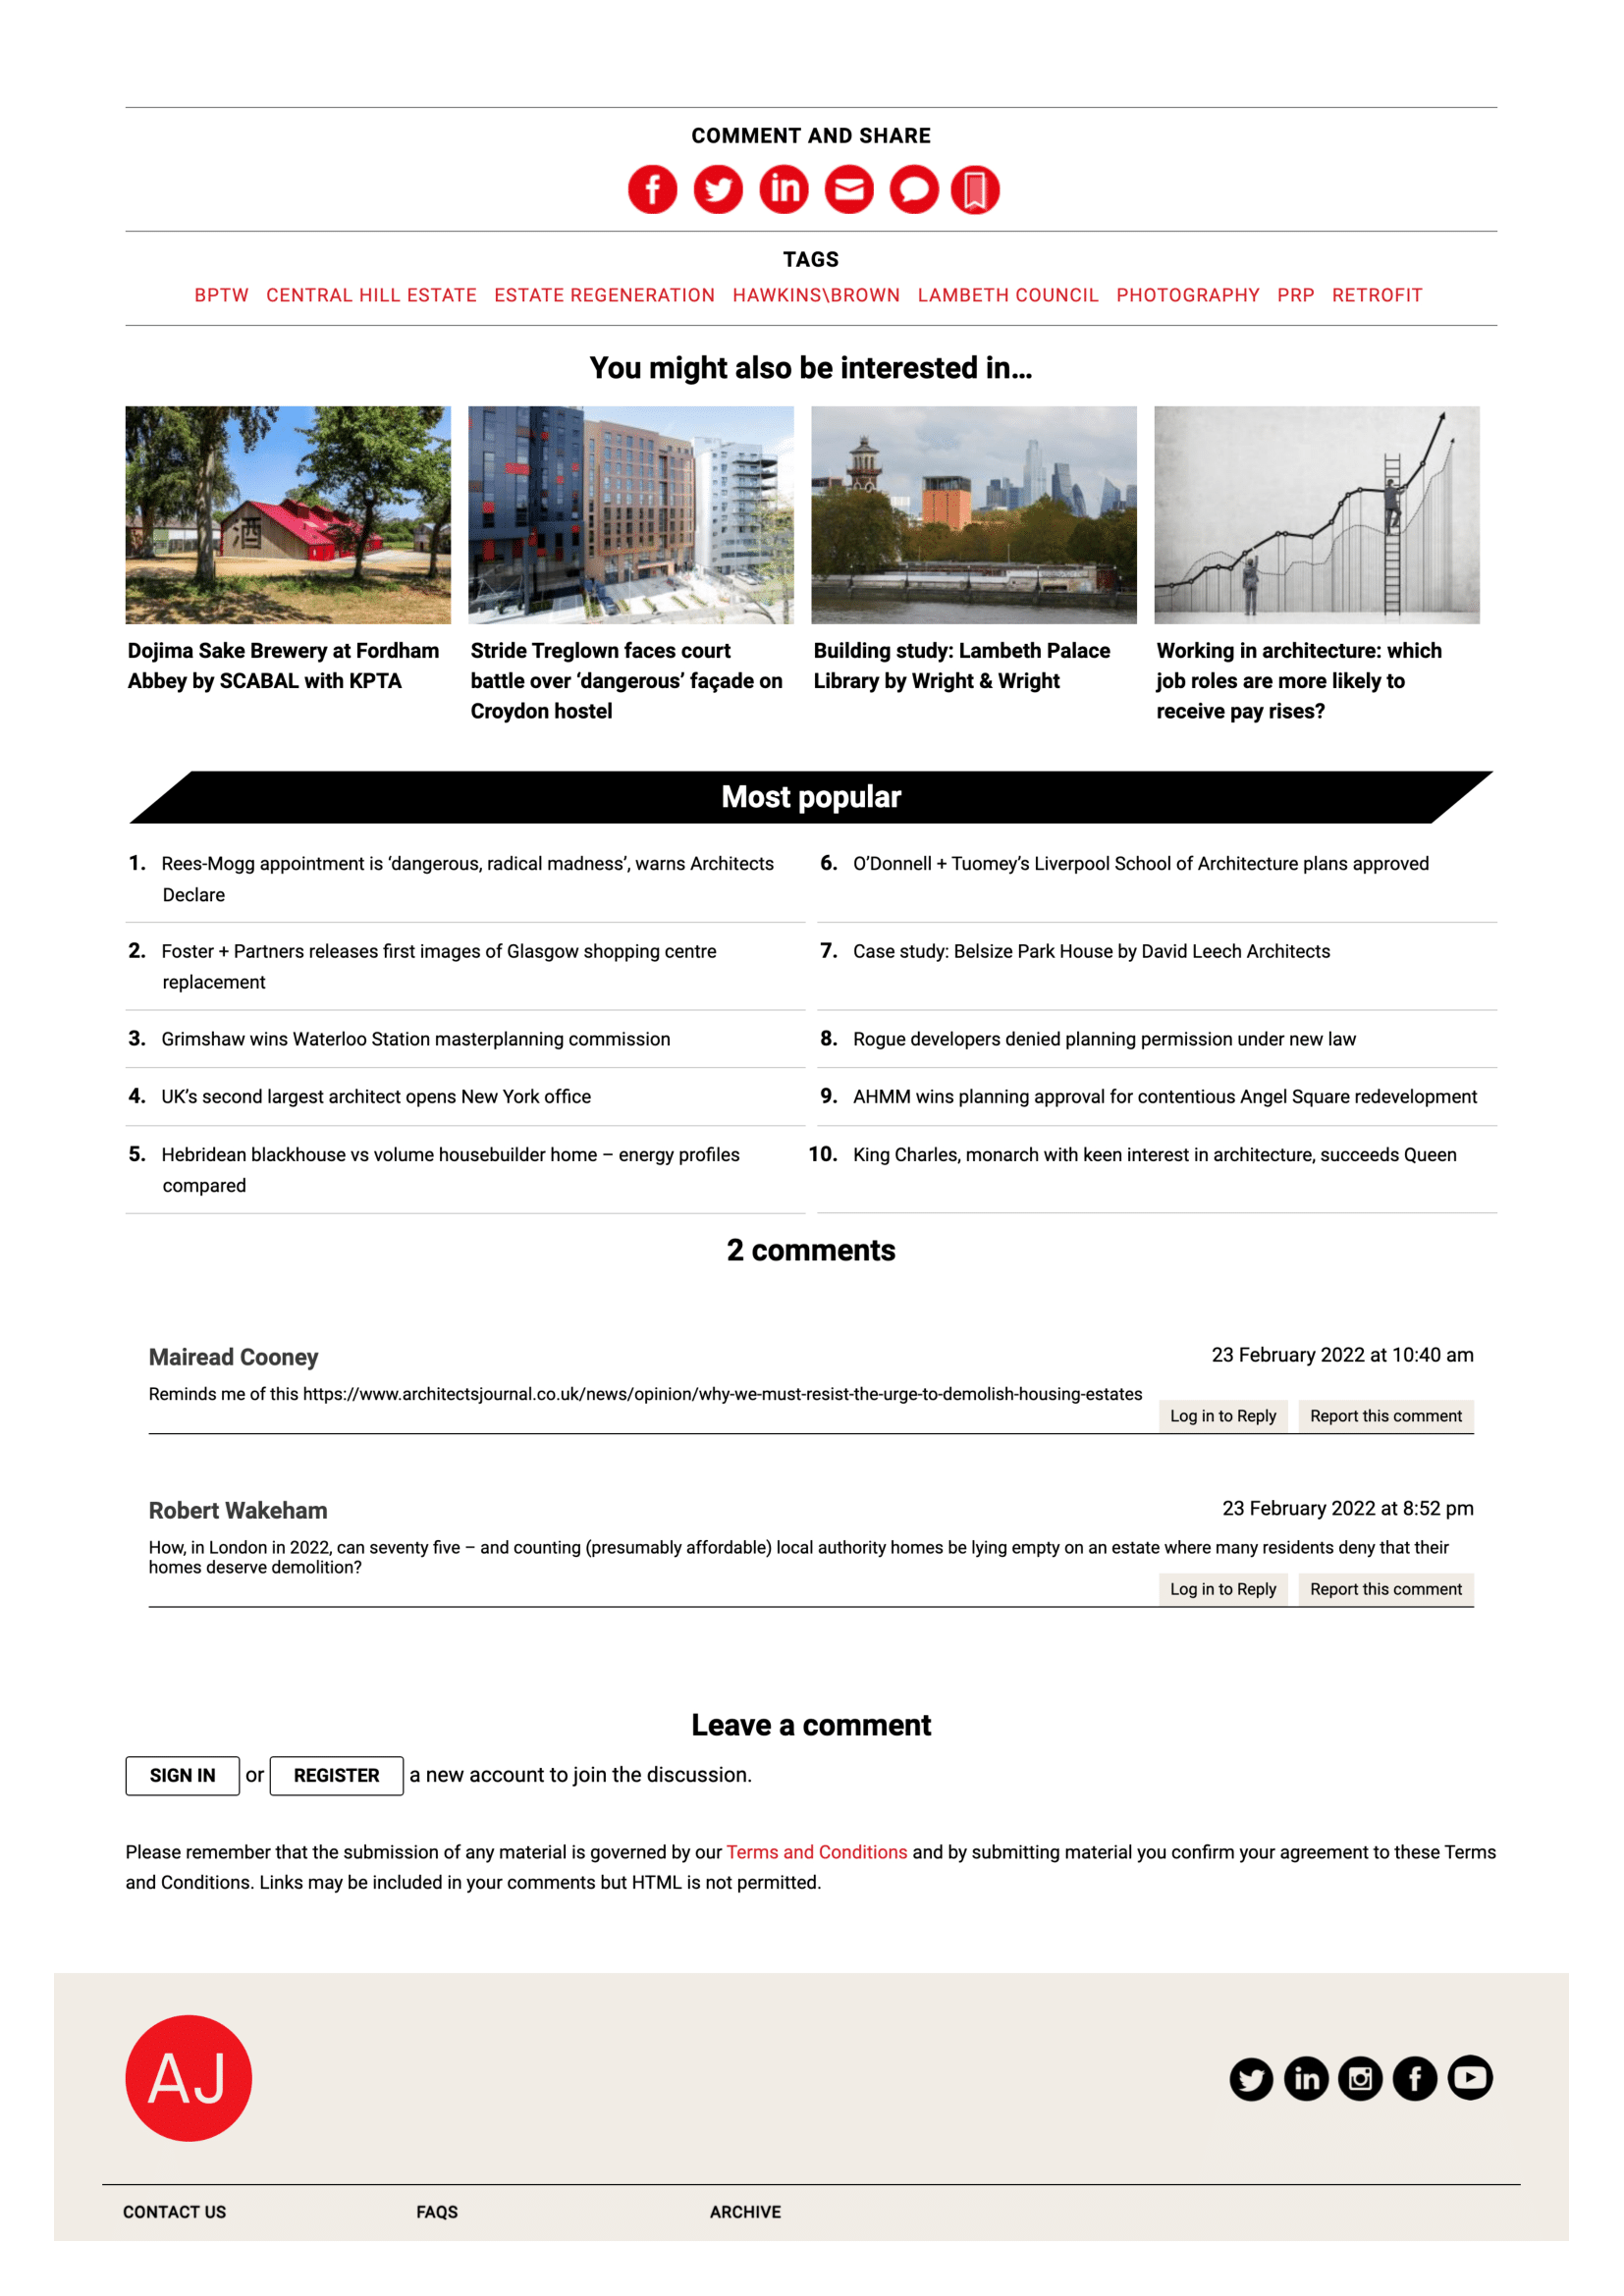 COMMENT AND SHARE
TAGS
BPTW CENTRAL HILL ESTATE ESTATE REGENERATION HAWKINS\BROWN LAMBETH COUNCIL PHOTOGRAPHY PRP RETROFIT
You might also be interested in...
酒
Dojima Sake Brewery at Fordham
Abbey by SCABAL with KPTA
Stride Treglown faces court
battle over ‘dangerous’ façade on
Croydon hostel
Building study: Lambeth Palace
Library by Wright & Wright
Working in architecture: which
job roles are more likely to
receive pay rises?
Most popular
1. Rees-Mogg appointment is ‘dangerous, radical madness’, warns Architects
Declare
2. Foster + Partners releases first images of Glasgow shopping centre
replacement
3. Grimshaw wins Waterloo Station masterplanning commission
4. UK’s second largest architect opens New York office
5. Hebridean blackhouse vs volume housebuilder home – energy profiles
compared
6. O’Donnell + Tuomey’s Liverpool School of Architecture plans approved
7. Case study: Belsize Park House by David Leech Architects
8. Rogue developers denied planning permission under new law
9. AHMM wins planning approval for contentious Angel Square redevelopment
10. King Charles, monarch with keen interest in architecture, succeeds Queen
2 comments
Mairead Cooney
23 February 2022 at 10:40 am
Reminds me of this https://www.architectsjournal.co.uk/news/opinion/why-we-must-resist-the-urge-to-demolish-housing-estates
Log in to Reply Report this comment
Robert Wakeham
23 February 2022 at 8:52 pm
How, in London in 2022, can seventy five – and counting (presumably affordable) local authority homes be lying empty on an estate where many residents deny that their
homes deserve demolition?
Log in to Reply Report this comment
Leave a comment
SIGN IN or REGISTER a new account to join the discussion.
Please remember that the submission of any material is governed by our Terms and Conditions and by submitting material you confirm your agreement to these Terms
and Conditions. Links may be included in your comments but HTML is not permitted.
AJ
CONTACT US FAQS ARCHIVE